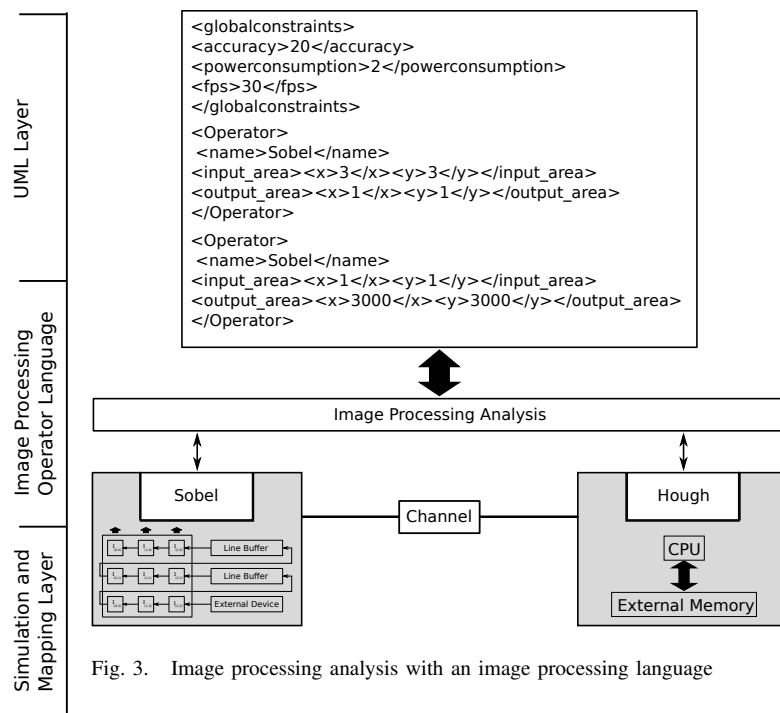 <globalconstraints>
<accuracy>20</accuracy>
<powerconsumption>2</powerconsumption>
<fps>30</fps>
</globalconstraints>
<Operator>
<name>Sobel</name>
<input_area><x>3</x><y>3</y></input_area>
<output_area><x>1</x><y>1</y></output_area>
</Operator>
<Operator>
<name>Sobel</name>
<input_area><x>1</x><y>1</y></input_area>
<output_area><x>3000</x><y>3000</y></output_area>
</Operator>
UML Layer
Image Processing Analysis
Image Processing
Operator Language
Sobel
Channel
Hough
Line Buffer
Line Buffer
External Device
CPU
External Memory
Simulation and
Mapping Layer
Fig. 3. Image processing analysis with an image processing language